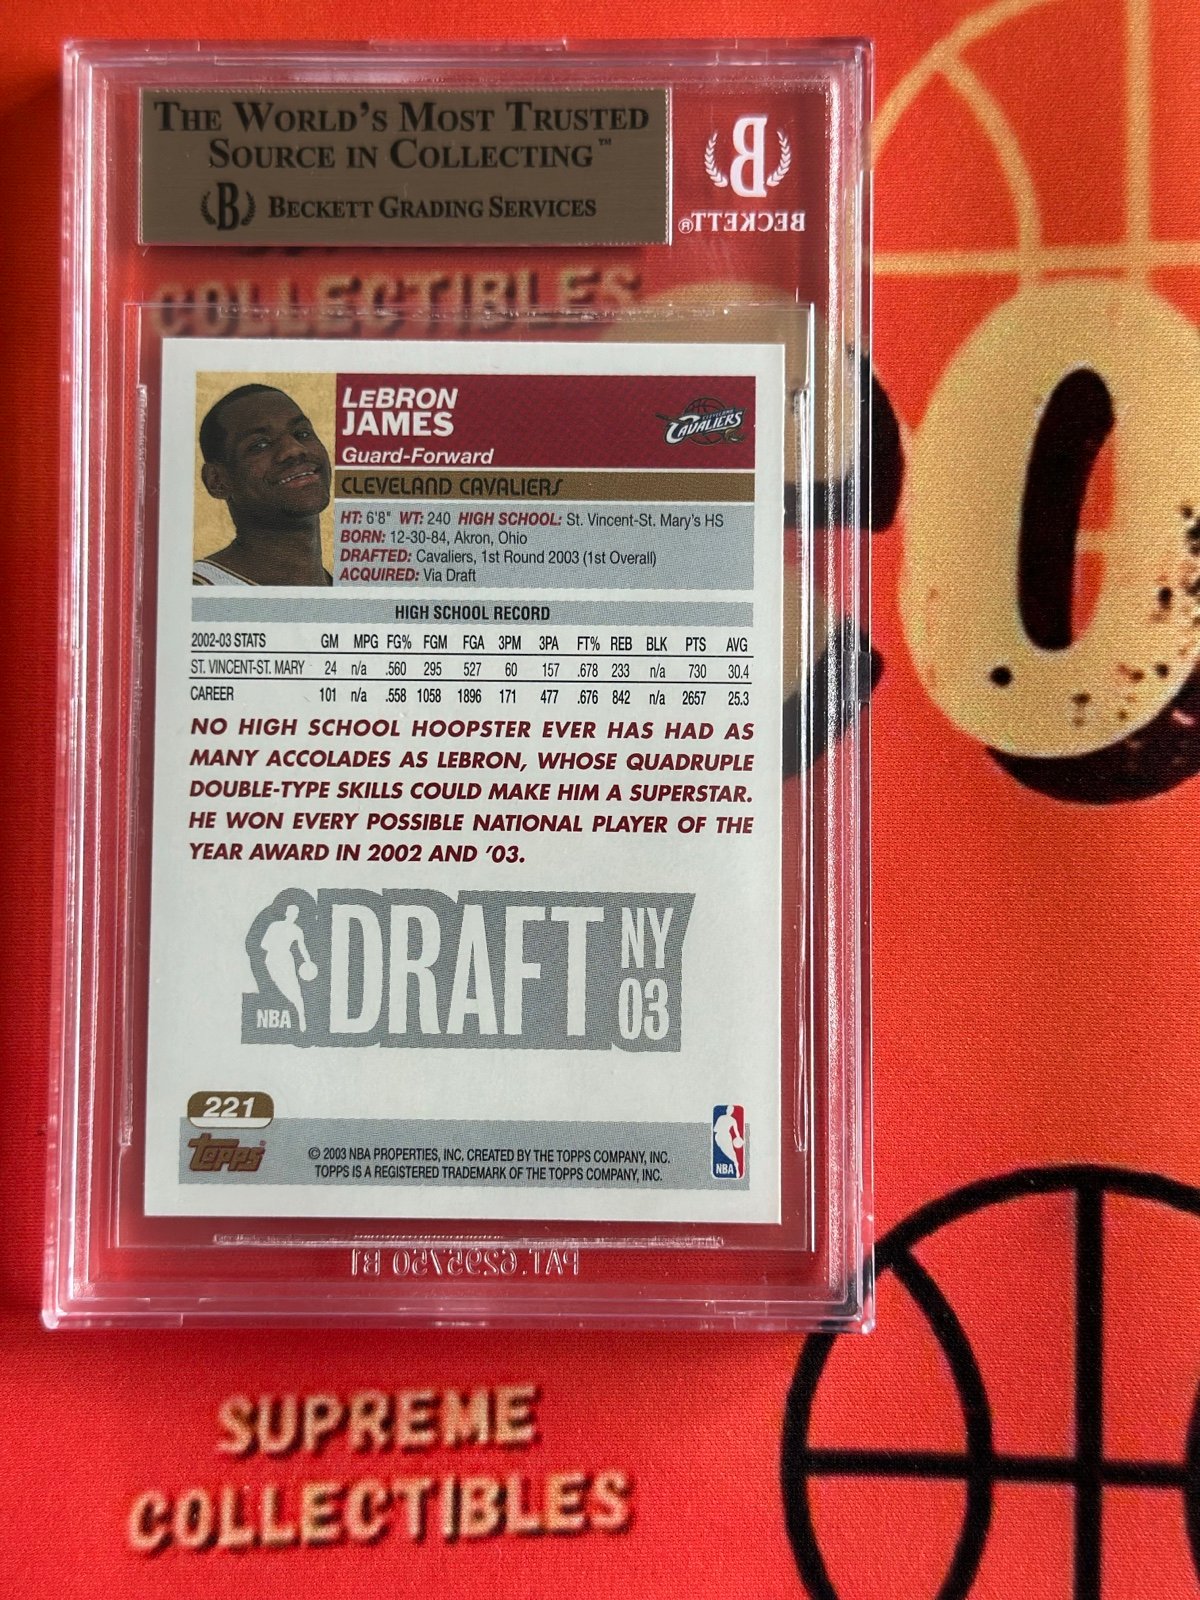 THE WORLD'S MOST TRUSTED
SOURCE IN COLLECTING™
B BECKETT GRADING SERVICES
B
BECKETT®
COLLECTIBLES
LEBRON
JAMES
Guard-Forward
CAVALIERS
CLEVELAND CAVALIERS
HT: 6'8" WT: 240 HIGH SCHOOL: St. Vincent-St. Mary's HS
BORN: 12-30-84, Akron, Ohio
DRAFTED: Cavaliers, 1st Round 2003 (1st Overall)
ACQUIRED: Via Draft
HIGH SCHOOL RECORD
2002-03 STATS GM MPG FG% FGM FGA 3PM 3PA FT% REB BLK PTS AVG
ST. VINCENT-ST. MARY 24 n/a .560 295 527 60 157 .678 233 n/a 730 30.4
CAREER 101 n/a .558 1058 1896 171 477 .676 842 n/a 2657 25.3
NO HIGH SCHOOL HOOPSTER EVER HAS HAD AS
MANY ACCOLADES AS LEBRON, WHOSE QUADRUPLE
DOUBLE-TYPE SKILLS COULD MAKE HIM A SUPERSTAR.
HE WON EVERY POSSIBLE NATIONAL PLAYER OF THE
YEAR AWARD IN 2002 AND '03.
NBA DRAFT NY 03
221
Topps®
© 2003 NBA PROPERTIES, INC. CREATED BY THE TOPPS COMPANY, INC.
TOPPS IS A REGISTERED TRADEMARK OF THE TOPPS COMPANY, INC.
NBA
PAT. 6295750 B1
SUPREME
COLLECTIBLES